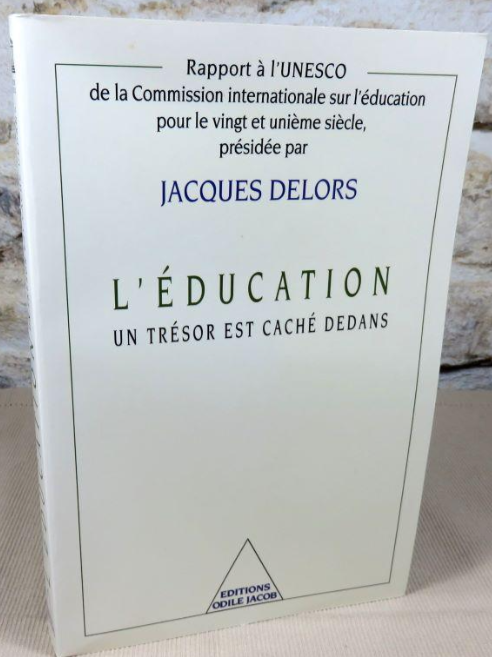 Rapport à l'UNESCO
de la Commission internationale sur l'éducation
pour le vingt et unième siècle,
présidée par
JACQUES DELORS
L'ÉDUCATION
UN TRÉSOR EST CACHÉ DEDANS
EDITIONS
ODILE JACOB